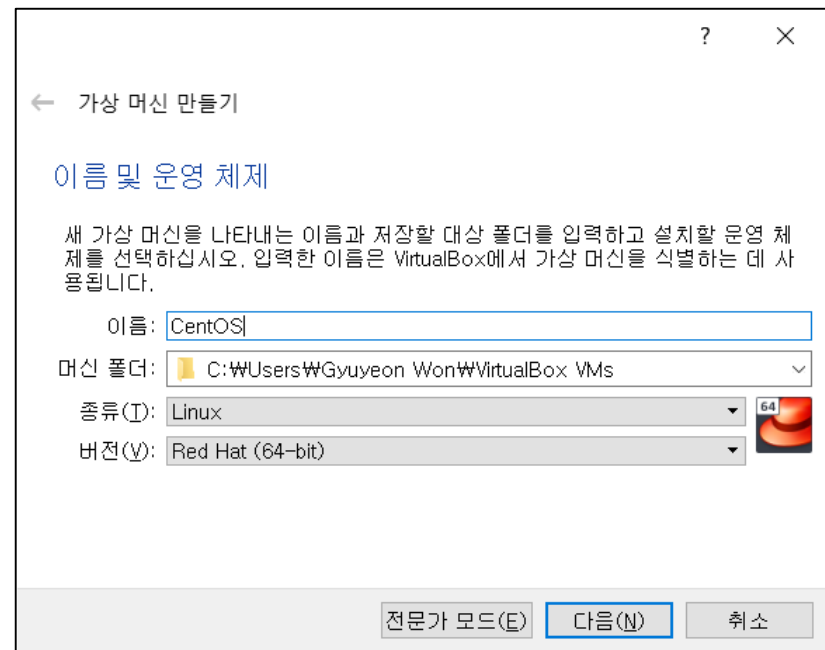 ?
← 가상 머신 만들기
이름 및 운영 체제
새 가상 머신을 나타내는 이름과 저장할 대상 폴더를 입력하고 설치할 운영 체
제를 선택하십시오. 입력한 이름은 VirtualBox에서 가상 머신을 식별하는 데 사
용됩니다.
이름: CentOS
머신 폴더: C:₩Users₩Gyuyeon Won₩VirtualBox VMs
종류(T): Linux
64
버전(V): Red Hat (64-bit)
전문가 모드(E) 다음(N) 취소